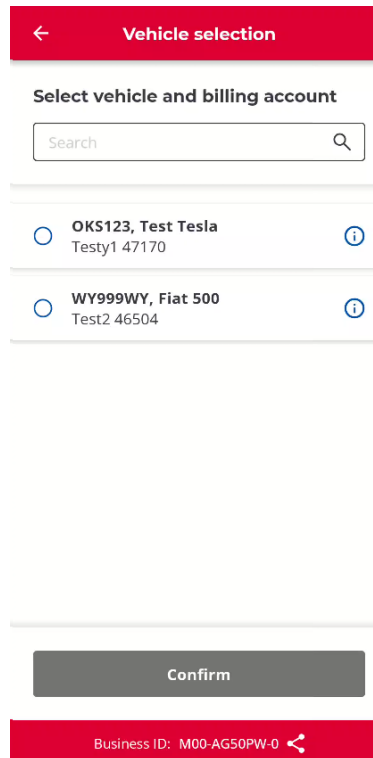 Vehicle selection
Select vehicle and billing account
Search
OKS123, Test Tesla
Testy1 47170
WY999WY, Fiat 500
Test2 46504
Confirm
Business ID: M00-AG50PW-0